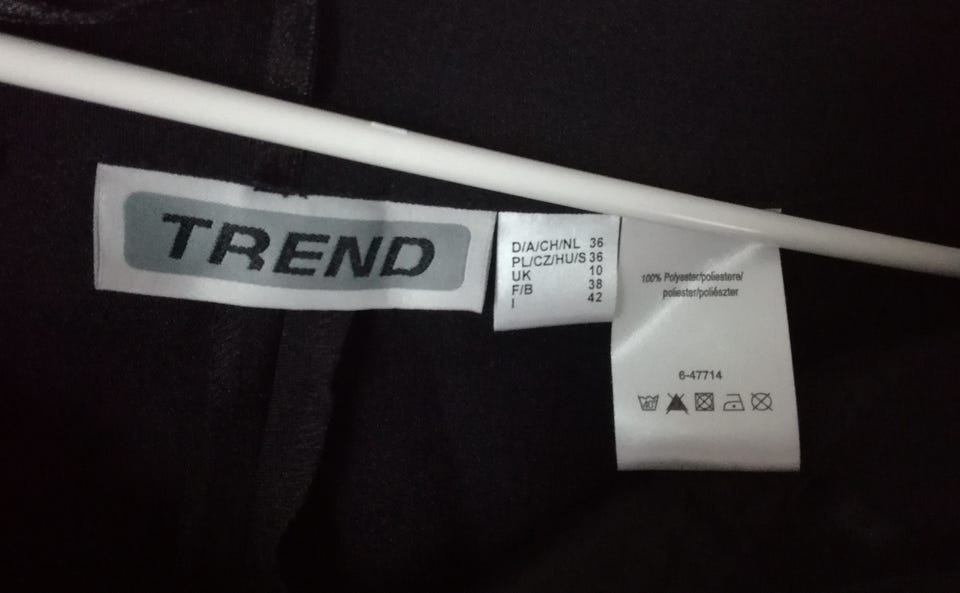 TREND
D/A/CH/NL 36
PL/CZ/HU/S 36
UK 10
F/B 38
I 42
100% Polyester/poliestere/
poliester/poliészter
6-47714
40